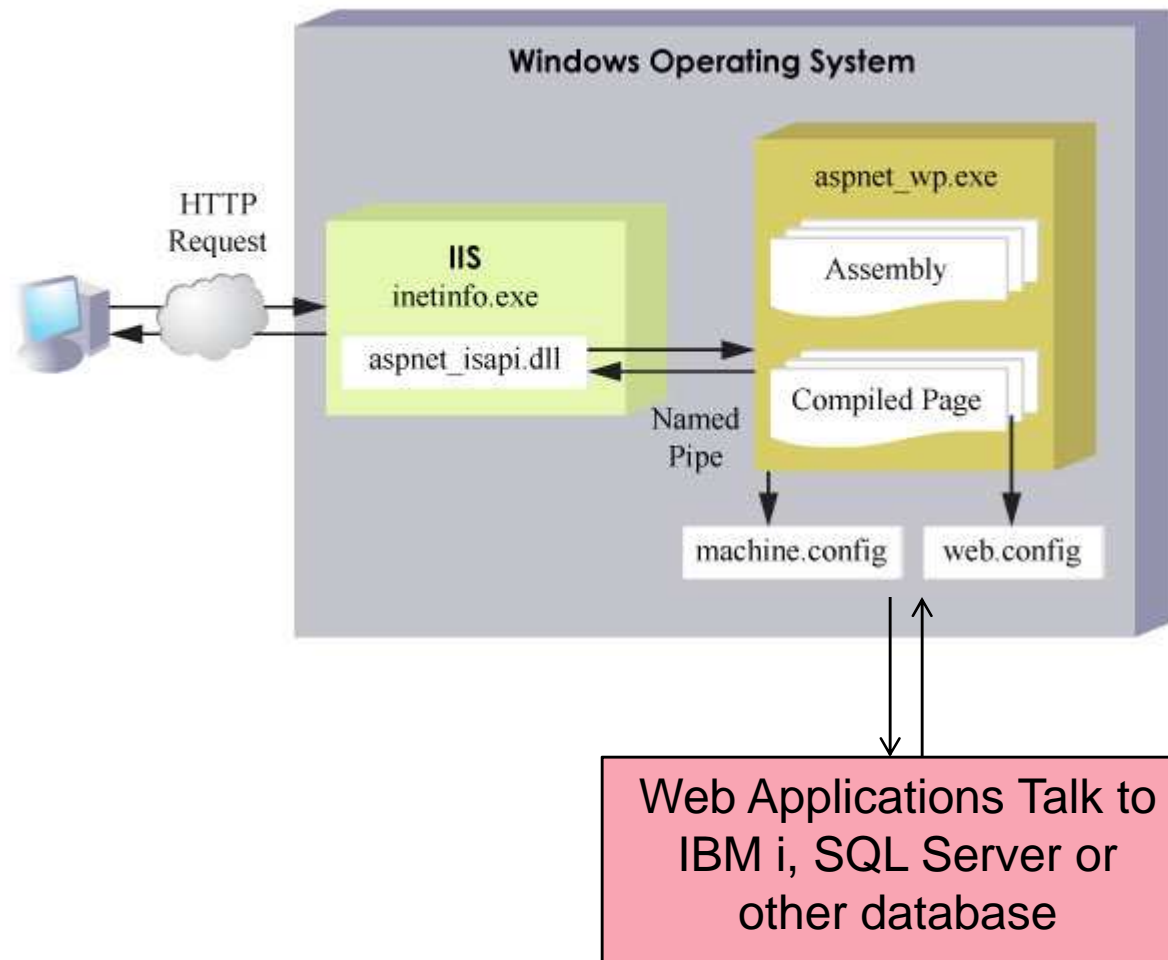 Windows Operating System
HTTP
Request
IIS
inetinfo.exe
aspnet_isapi.dll
aspnet_wp.exe
Assembly
Compiled Page
Named
Pipe
machine.config
web.config
Web Applications Talk to
IBM i, SQL Server or
other database